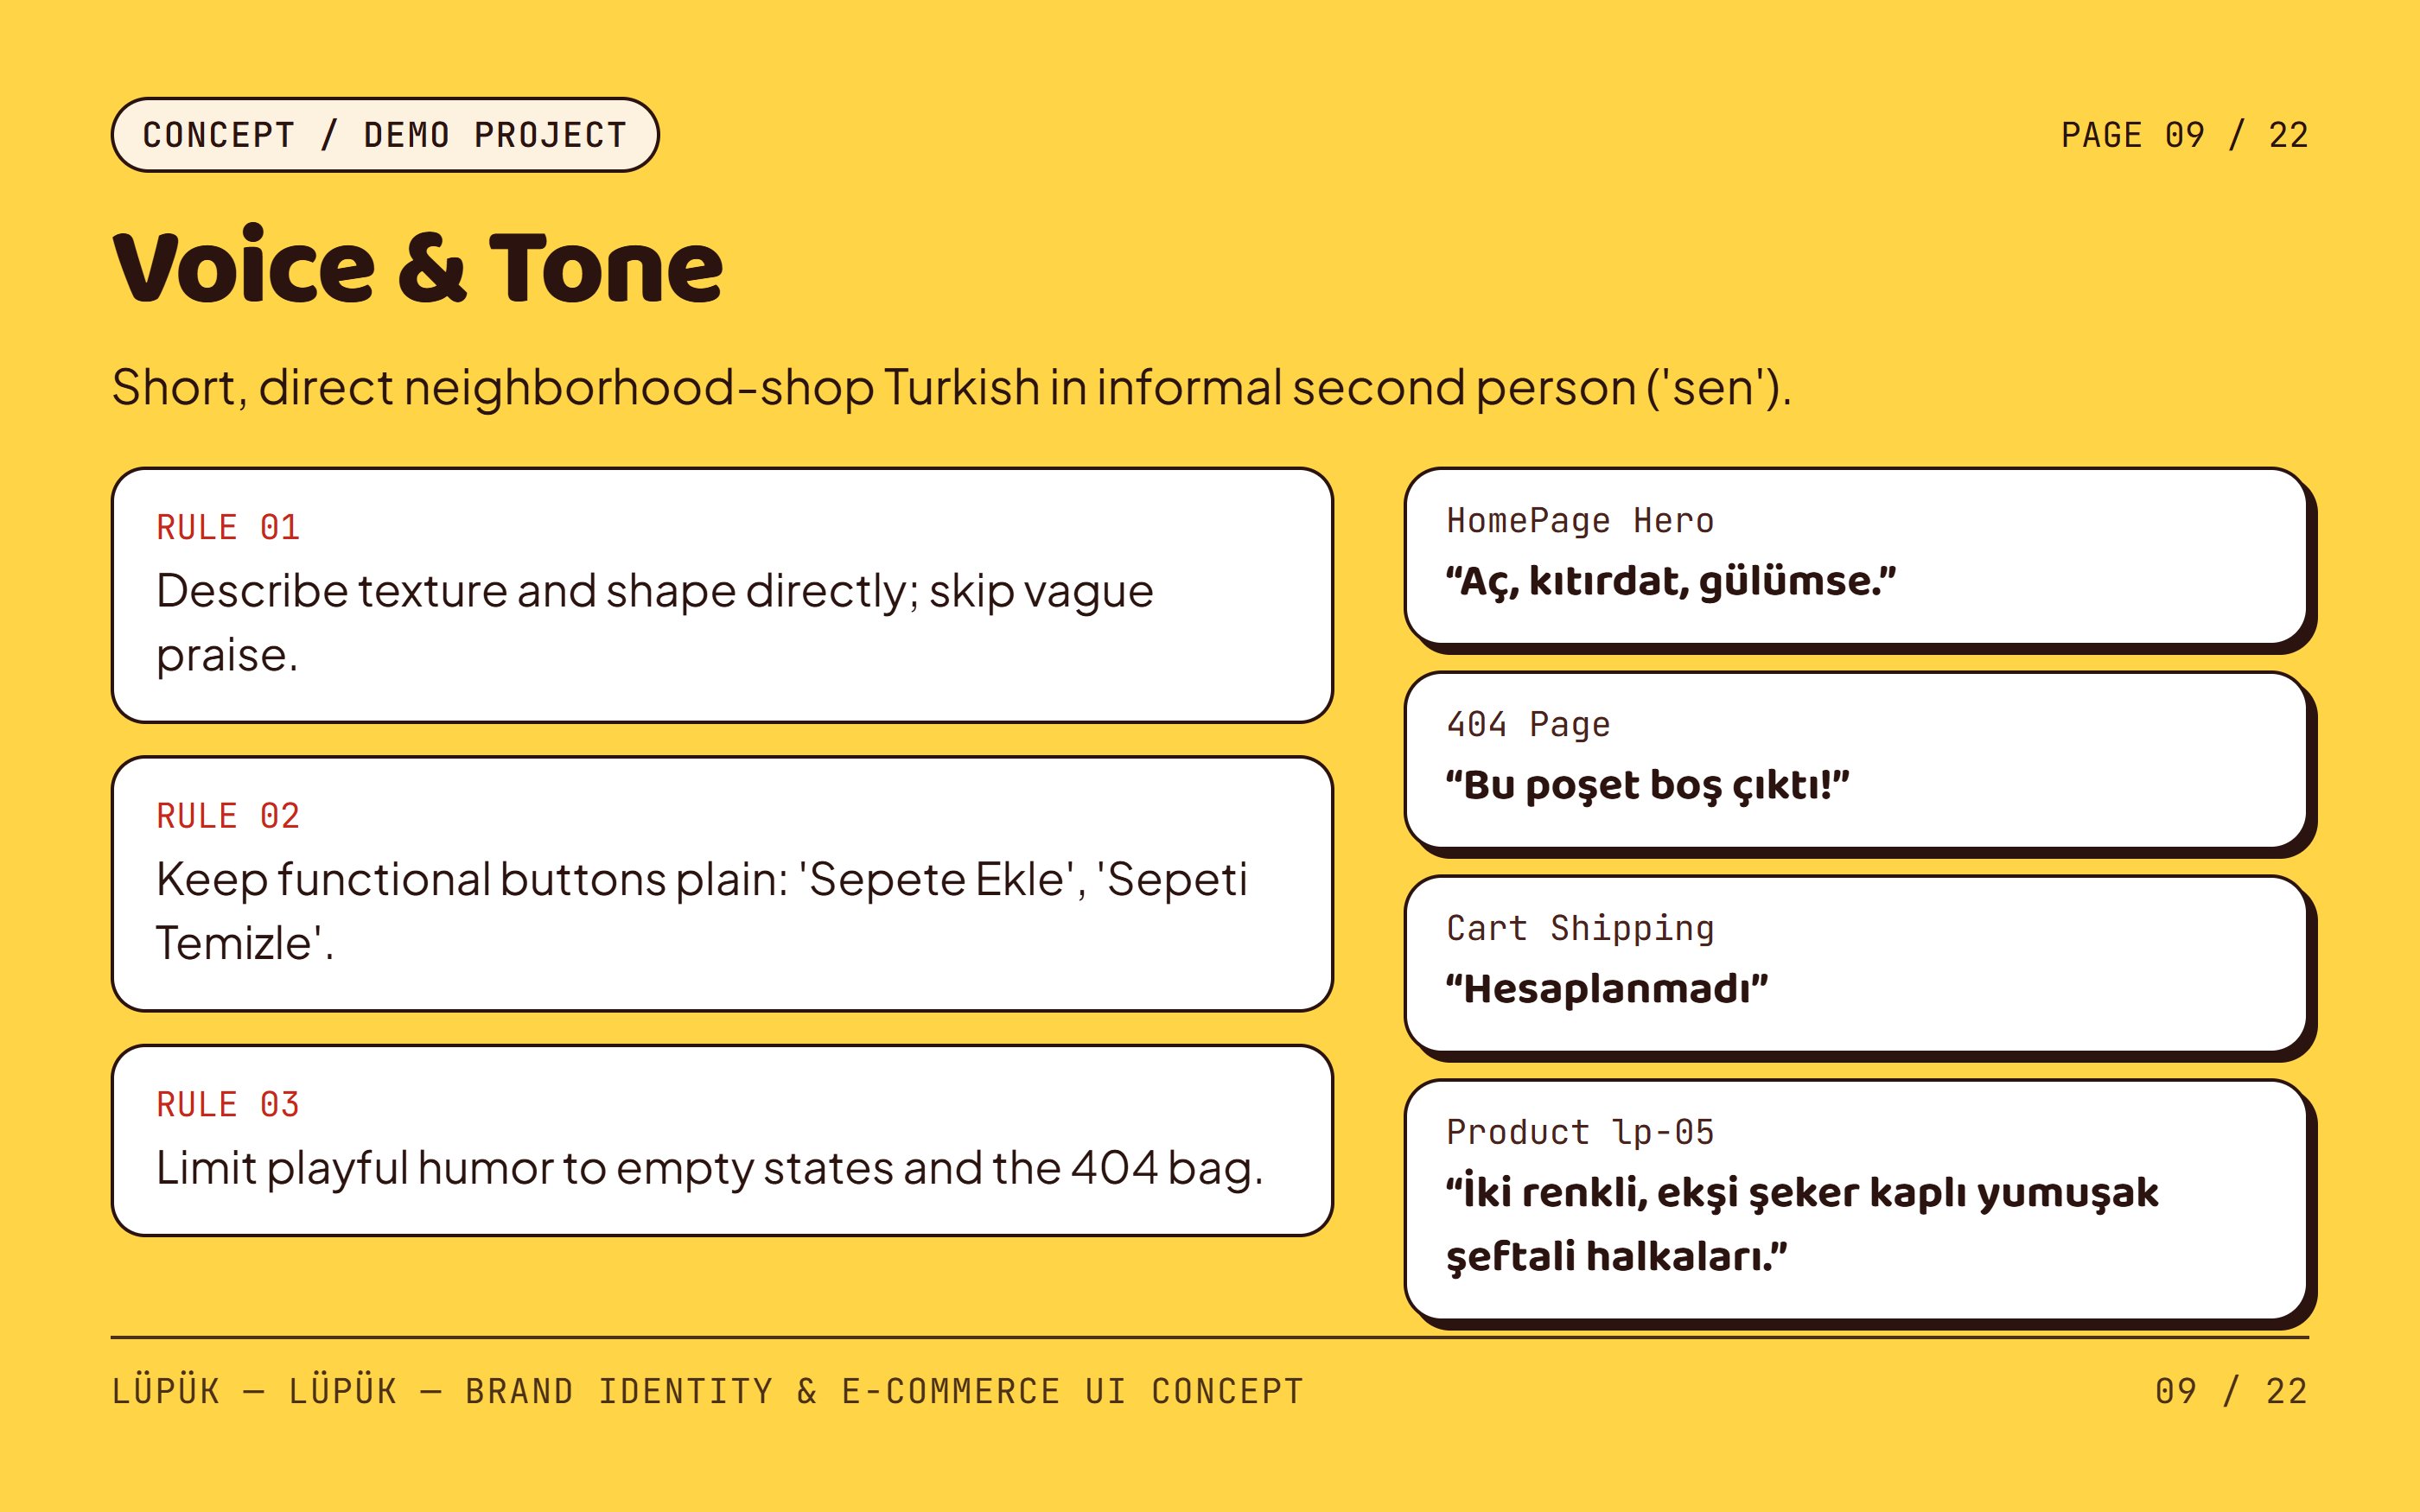 CONCEPT / DEMO PROJECT
PAGE 09 / 22
Voice & Tone
Short, direct neighborhood-shop Turkish in informal second person ('sen').
RULE 01
Describe texture and shape directly; skip vague
praise.
RULE 02
Keep functional buttons plain: 'Sepete Ekle', 'Sepeti
Temizle'.
RULE 03
Limit playful humor to empty states and the 404 bag.
HomePage Hero
“Aç, kıtırdat, gülümse.”
404 Page
“Bu poşet boş çıktı!”
Cart Shipping
“Hesaplanmadı”
Product lp-05
“İki renkli, ekşi şeker kaplı yumuşak
şeftali halkaları.”
LÜPÜK — LÜPÜK — BRAND IDENTITY & E-COMMERCE UI CONCEPT
09 / 22